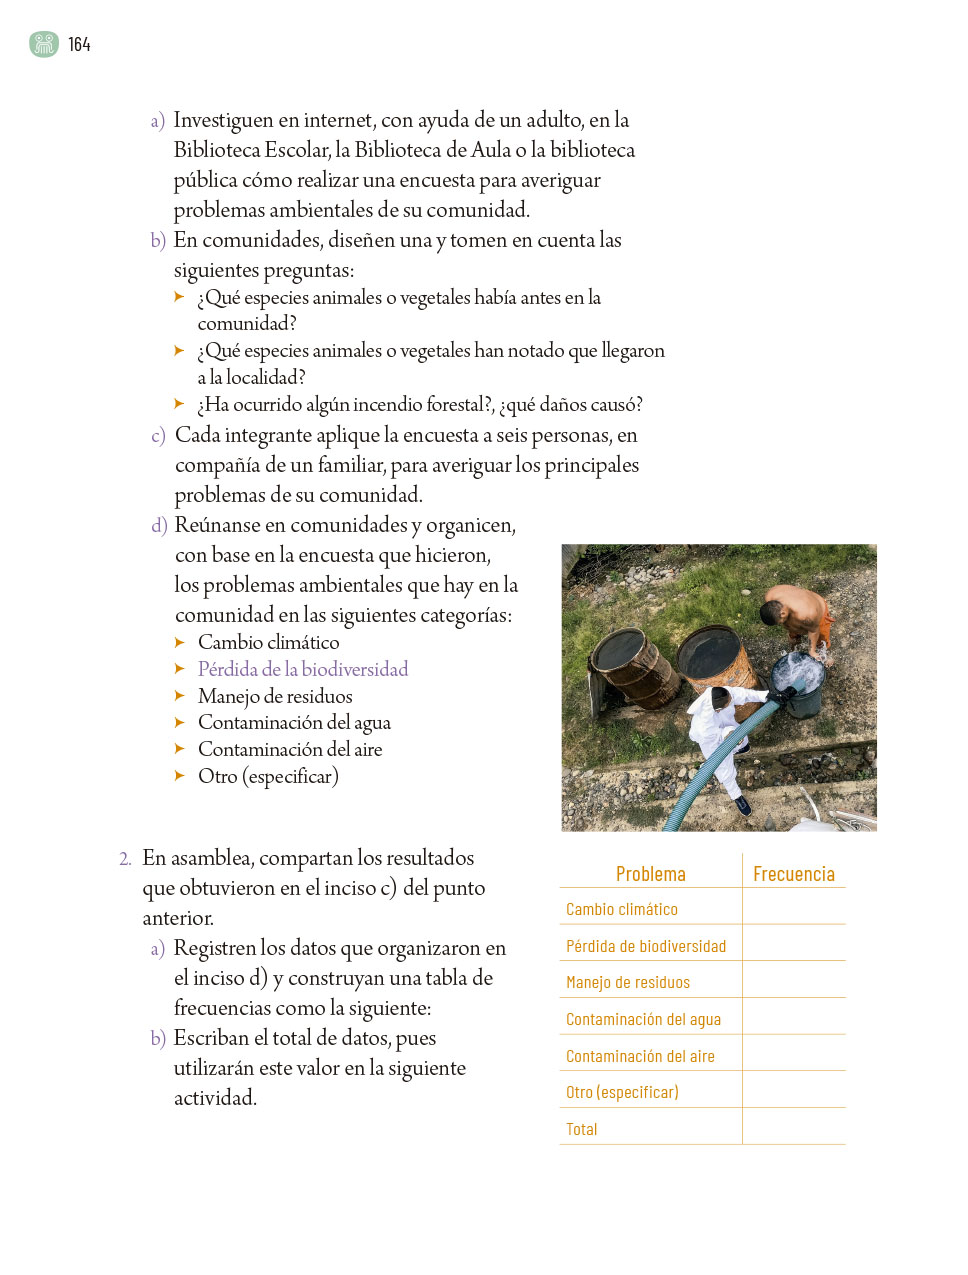 164
a) Investiguen en internet, con ayuda de un adulto, en la
Biblioteca Escolar, la Biblioteca de Aula o la biblioteca
pública cómo realizar una encuesta para averiguar
problemas ambientales de su comunidad.
b) En comunidades, diseñen una y tomen en cuenta las
siguientes preguntas:
➤ ¿Qué especies animales o vegetales había antes en la
comunidad?
➤ ¿Qué especies animales o vegetales han notado que llegaron
a la localidad?
➤ ¿Ha ocurrido algún incendio forestal?, ¿qué daños causó?
c) Cada integrante aplique la encuesta a seis personas, en
compañía de un familiar, para averiguar los principales
problemas de su comunidad.
d) Reúnanse en comunidades y organicen,
con base en la encuesta que hicieron,
los problemas ambientales que hay en la
comunidad en las siguientes categorías:
➤ Cambio climático
➤ Pérdida de la biodiversidad
➤ Manejo de residuos
➤ Contaminación del agua
➤ Contaminación del aire
➤ Otro (especificar)
2. En asamblea, compartan los resultados
que obtuvieron en el inciso c) del punto
anterior.
a) Registren los datos que organizaron en
el inciso d) y construyan una tabla de
frecuencias como la siguiente:
b) Escriban el total de datos, pues
utilizarán este valor en la siguiente
actividad.
Problema Frecuencia
Cambio climático
Pérdida de biodiversidad
Manejo de residuos
Contaminación del agua
Contaminación del aire
Otro (especificar)
Total